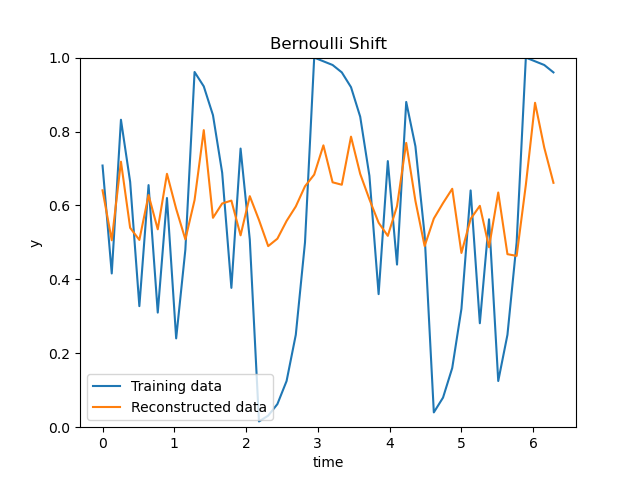 Bernoulli Shift
1.0
0.8
0.6
0.4
0.2
0.0
y
Training data
Reconstructed data
0 1 2 3 4 5 6
time